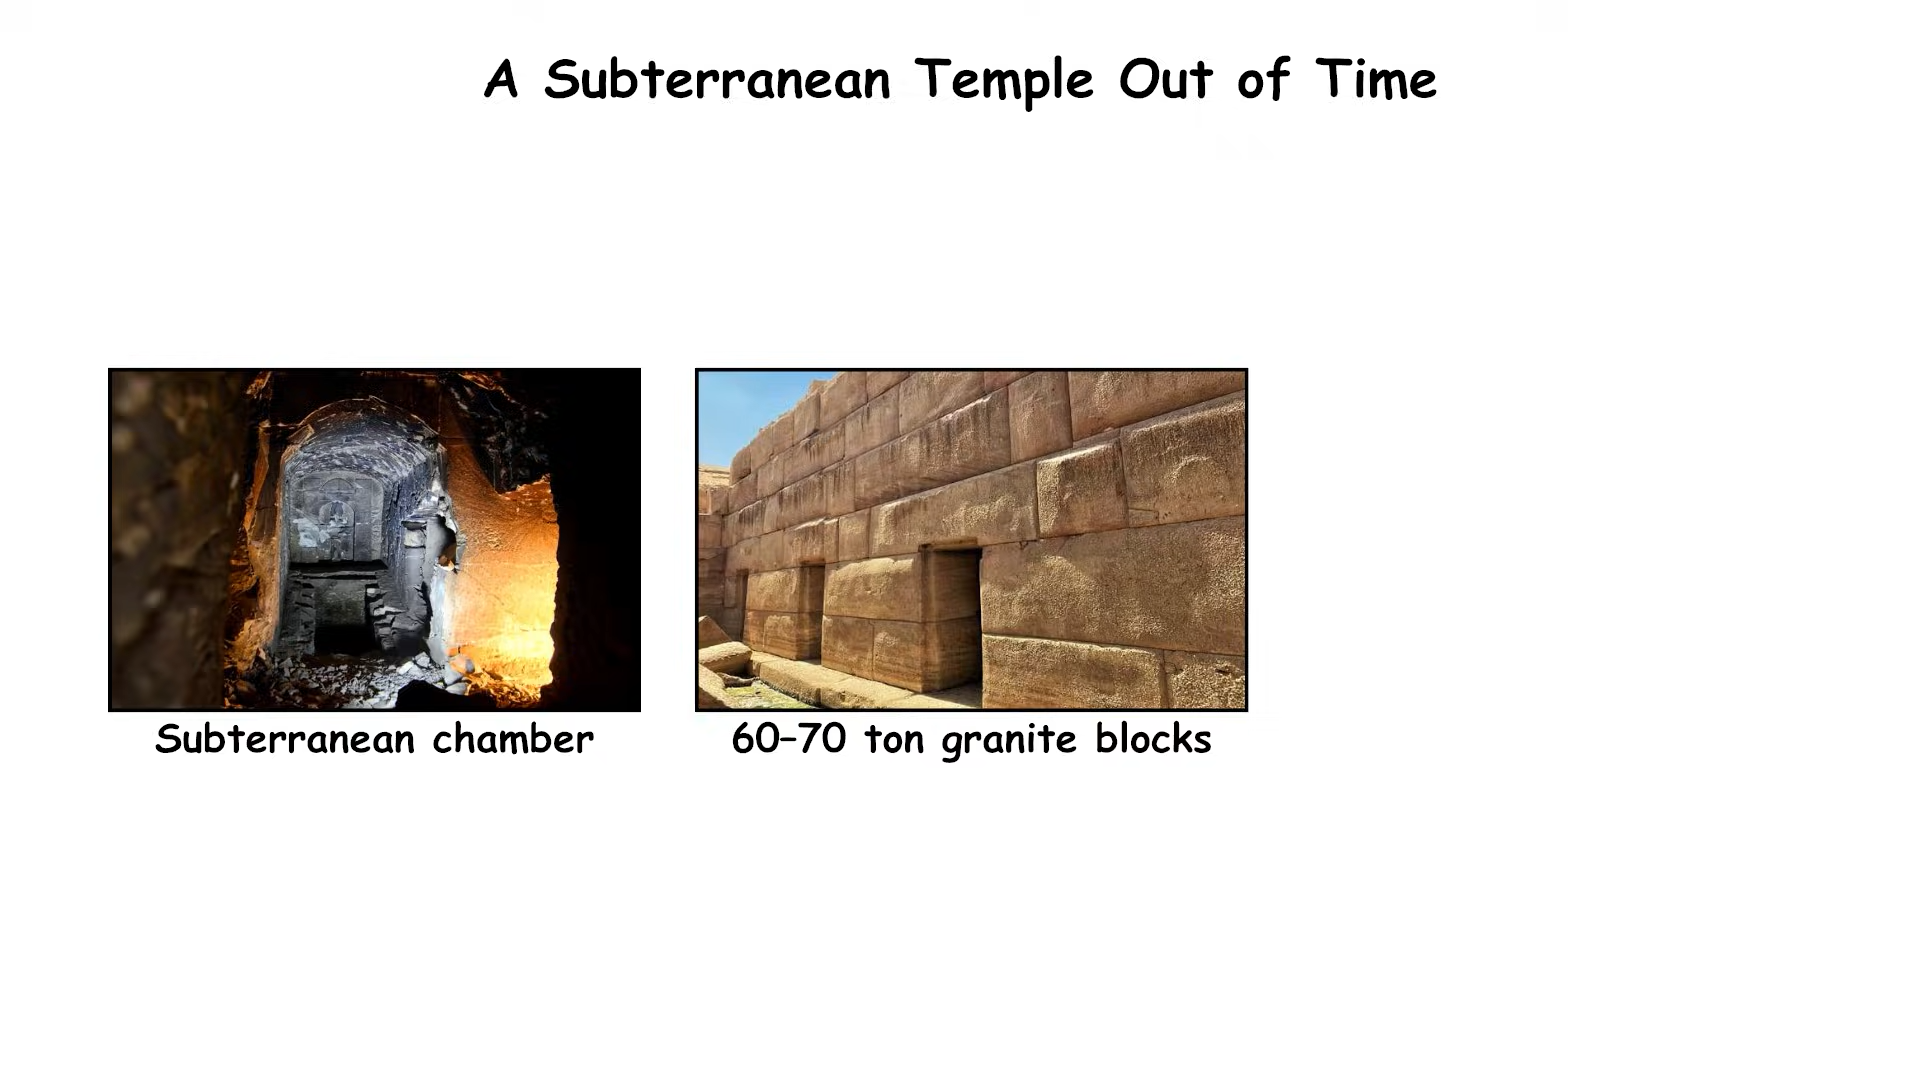 A Subterranean Temple Out of Time
Subterranean chamber
60–70 ton granite blocks